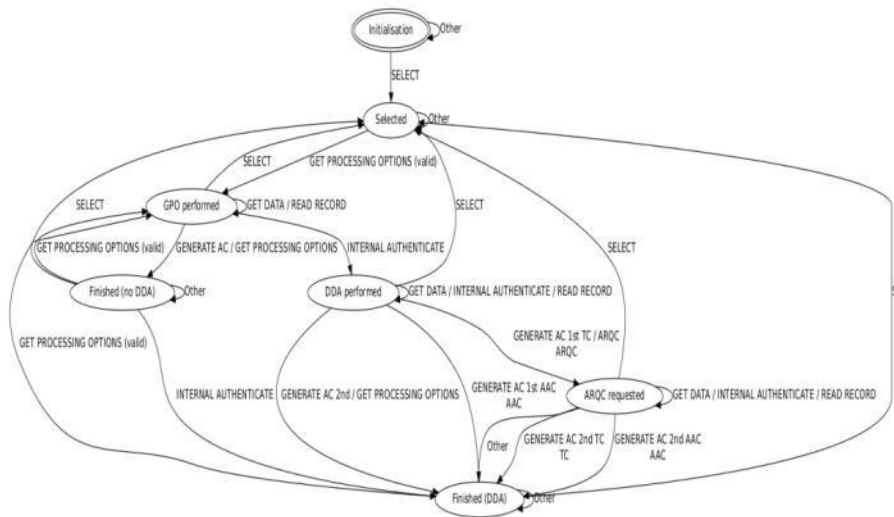 Initialisation
Other
SELECT
Selected
Other
SELECT
GET PROCESSING OPTIONS (valid)
SELECT
GPO performed
GET DATA / READ RECORD
SELECT
GET PROCESSING OPTIONS (valid)
GENERATE AC / GET PROCESSING OPTIONS
INTERNAL AUTHENTICATE
SELECT
Finished (no DDA)
Other
DDA performed
GET DATA / INTERNAL AUTHENTICATE / READ RECORD
GET PROCESSING OPTIONS (valid)
GENERATE AC 1st TC / ARQC
ARQC
INTERNAL AUTHENTICATE
GENERATE AC 2nd / GET PROCESSING OPTIONS
GENERATE AC 1st AAC
AAC
ARQC requested
GET DATA / INTERNAL AUTHENTICATE / READ RECORD
Other
GENERATE AC 2nd TC
TC
GENERATE AC 2nd AAC
AAC
Finished (DDA)
Other